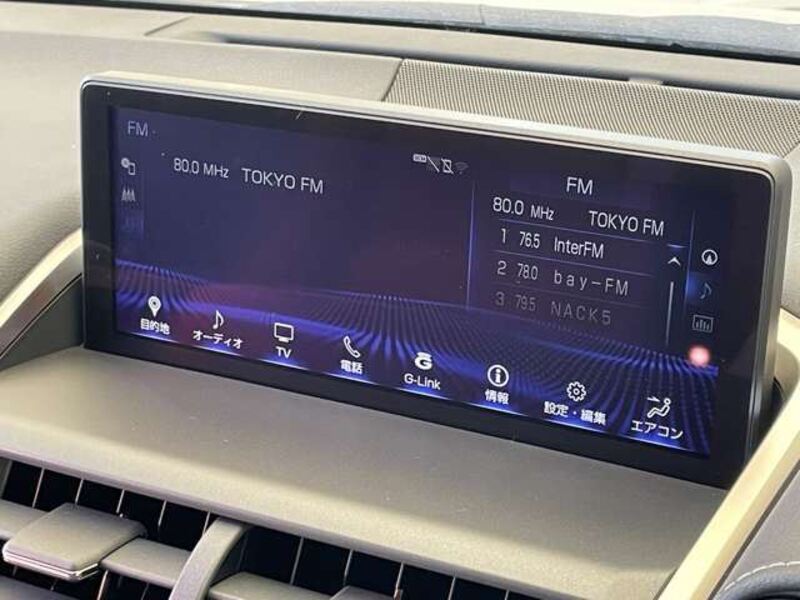 FM
80.0 MHz TOKYO FM
FM
80.0 MHz TOKYO FM
1 76.5 InterFM
2 78.0 bay-FM
3 79.5 NACK5
目的地
オーディオ
TV
電話
G-Link
情報
設定・編集
エアコン